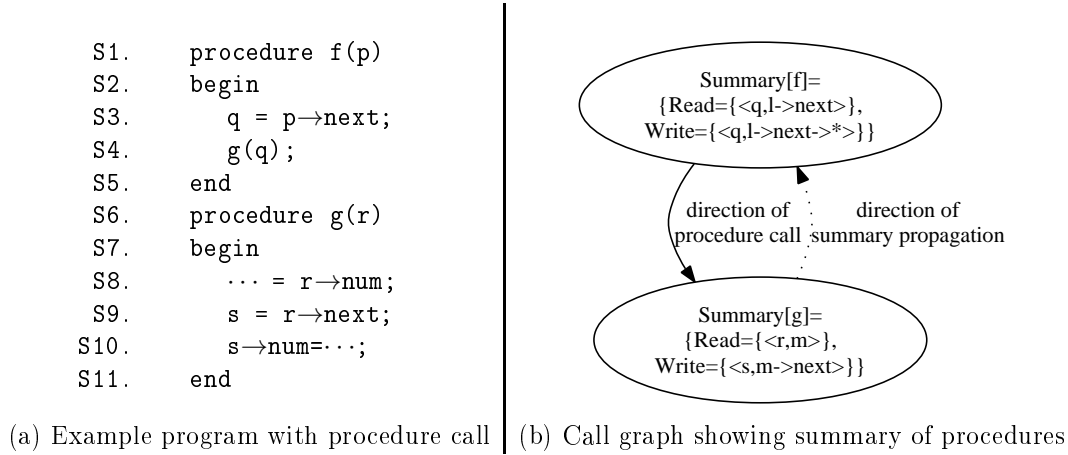 S1. procedure f(p)
S2. begin
S3. q = p→next;
S4. g(q);
S5. end
S6. procedure g(r)
S7. begin
S8. ··· = r→num;
S9. s = r→next;
S10. s→num=···;
S11. end
(a) Example program with procedure call
Summary[f]=
{Read={<q,l->next>},
Write={<q,l->next->*>}}
direction of
procedure call
direction of
summary propagation
Summary[g]=
{Read={<r,m>},
Write={<s,m->next>}}
(b) Call graph showing summary of procedures